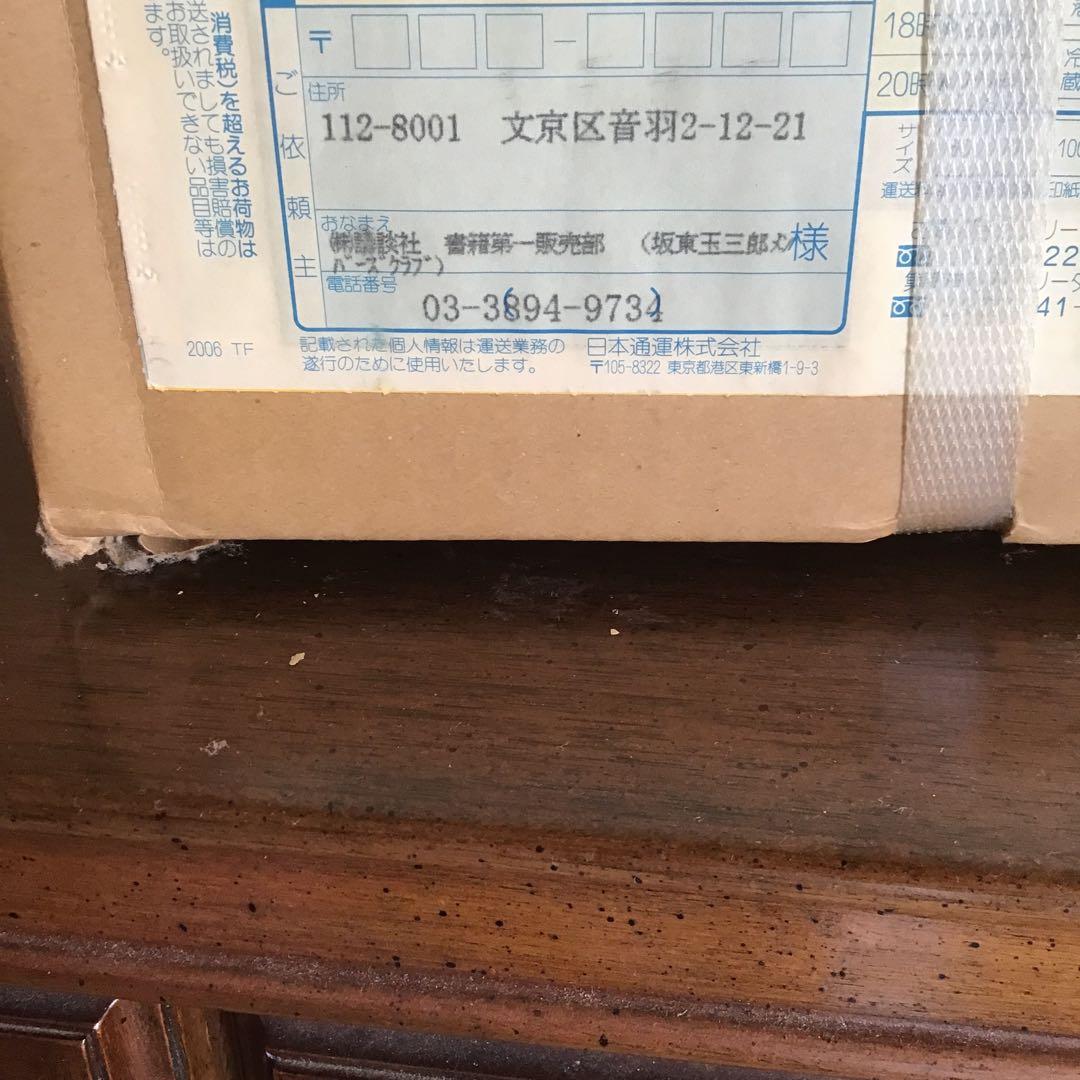 消費税)を超えるお荷物は
送されましても損害賠償の
お取扱いできない品目等は
ます。
ご依頼主
〒
住所
112-8001 文京区音羽2-12-21
おなまえ
(株)講談社 書籍第一販売部 (坂東玉三郎
様
電話番号
03-3894-9734
2006 TF
記載された個人情報は運送業務の
遂行のために使用いたします。
日本通運株式会社
〒105-8322 東京都港区東新橋1-9-3
18時
20時
サイズ
運送